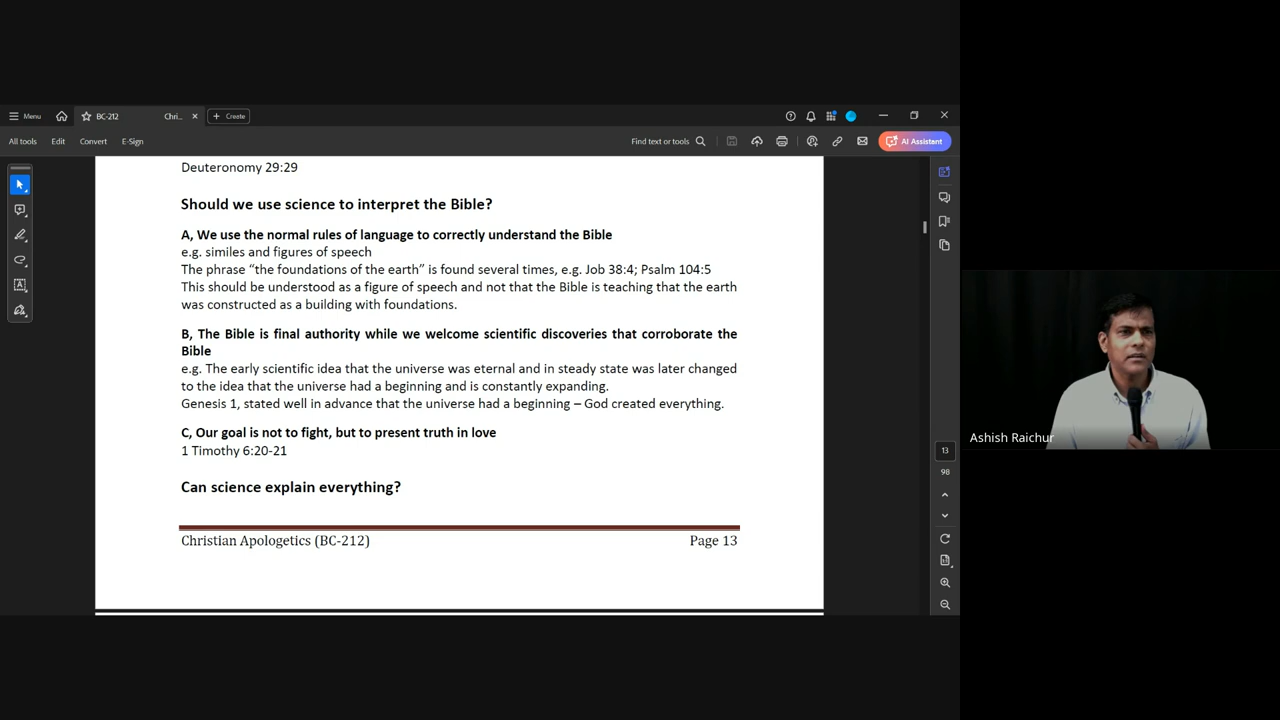 Menu
BC-212
Chri...
Create
All tools
Edit
Convert
E-Sign
Find text or tools
AI Assistant
Deuteronomy 29:29
Should we use science to interpret the Bible?
A, We use the normal rules of language to correctly understand the Bible
e.g. similes and figures of speech
The phrase “the foundations of the earth” is found several times, e.g. Job 38:4; Psalm 104:5
This should be understood as a figure of speech and not that the Bible is teaching that the earth
was constructed as a building with foundations.
B, The Bible is final authority while we welcome scientific discoveries that corroborate the
Bible
e.g. The early scientific idea that the universe was eternal and in steady state was later changed
to the idea that the universe had a beginning and is constantly expanding.
Genesis 1, stated well in advance that the universe had a beginning – God created everything.
C, Our goal is not to fight, but to present truth in love
1 Timothy 6:20-21
Can science explain everything?
Christian Apologetics (BC-212)
Page 13
13
98
Ashish Raichur